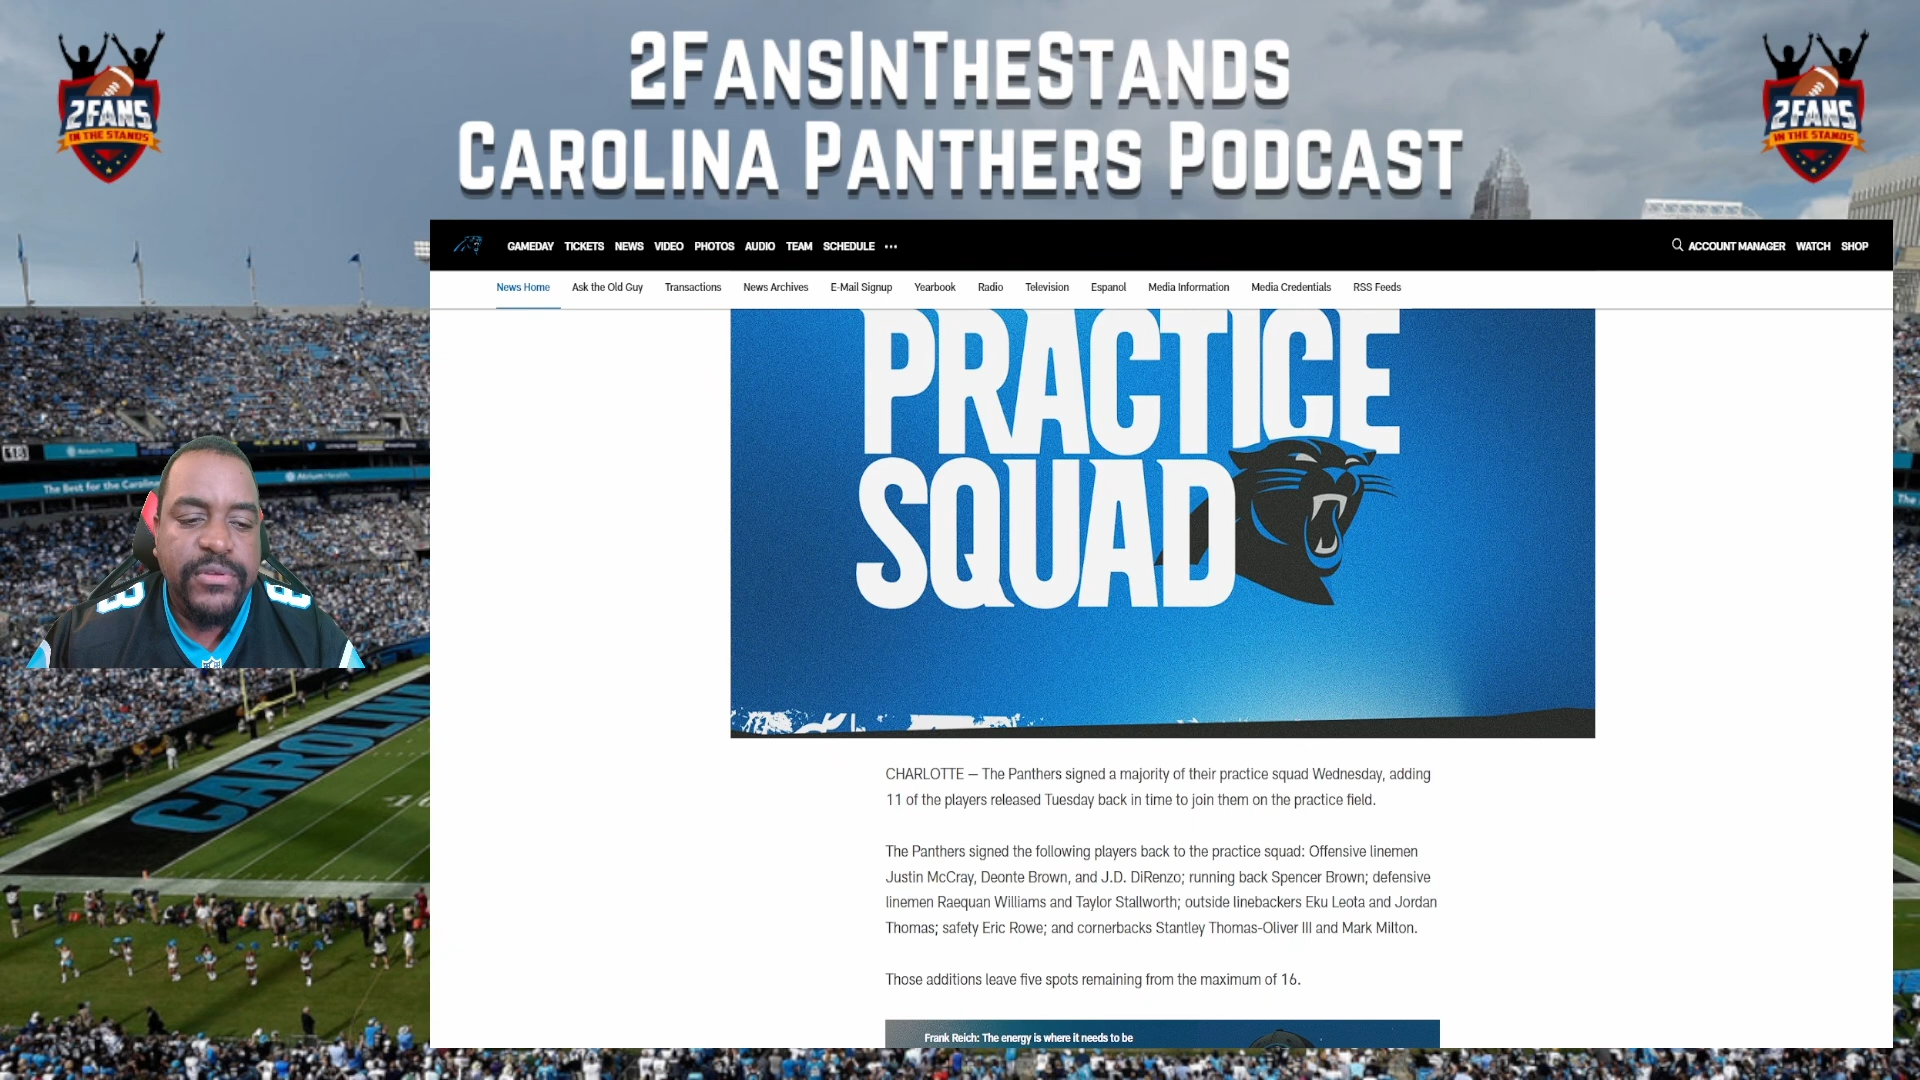 2FANSINTHESTANDS
CAROLINA PANTHERS PODCAST
2FANS
IN THE STANDS
2FANS
IN THE STANDS
GAMEDAY TICKETS NEWS VIDEO PHOTOS AUDIO TEAM SCHEDULE ••• ACCOUNT MANAGER WATCH SHOP
News Home Ask the Old Guy Transactions News Archives E-Mail Signup Yearbook Radio Television Espanol Media Information Media Credentials RSS Feeds
PRACTICE
SQUAD
The Best for the Carolina
CAROLINA
CHARLOTTE – The Panthers signed a majority of their practice squad Wednesday, adding
11 of the players released Tuesday back in time to join them on the practice field.
The Panthers signed the following players back to the practice squad: Offensive linemen
Justin McCray, Deonte Brown, and J.D. DiRenzo; running back Spencer Brown; defensive
linemen Raequan Williams and Taylor Stallworth; outside linebackers Eku Leota and Jordan
Thomas; safety Eric Rowe; and cornerbacks Stantley Thomas-Oliver III and Mark Milton.
Those additions leave five spots remaining from the maximum of 16.
Frank Reich: The energy is where it needs to be